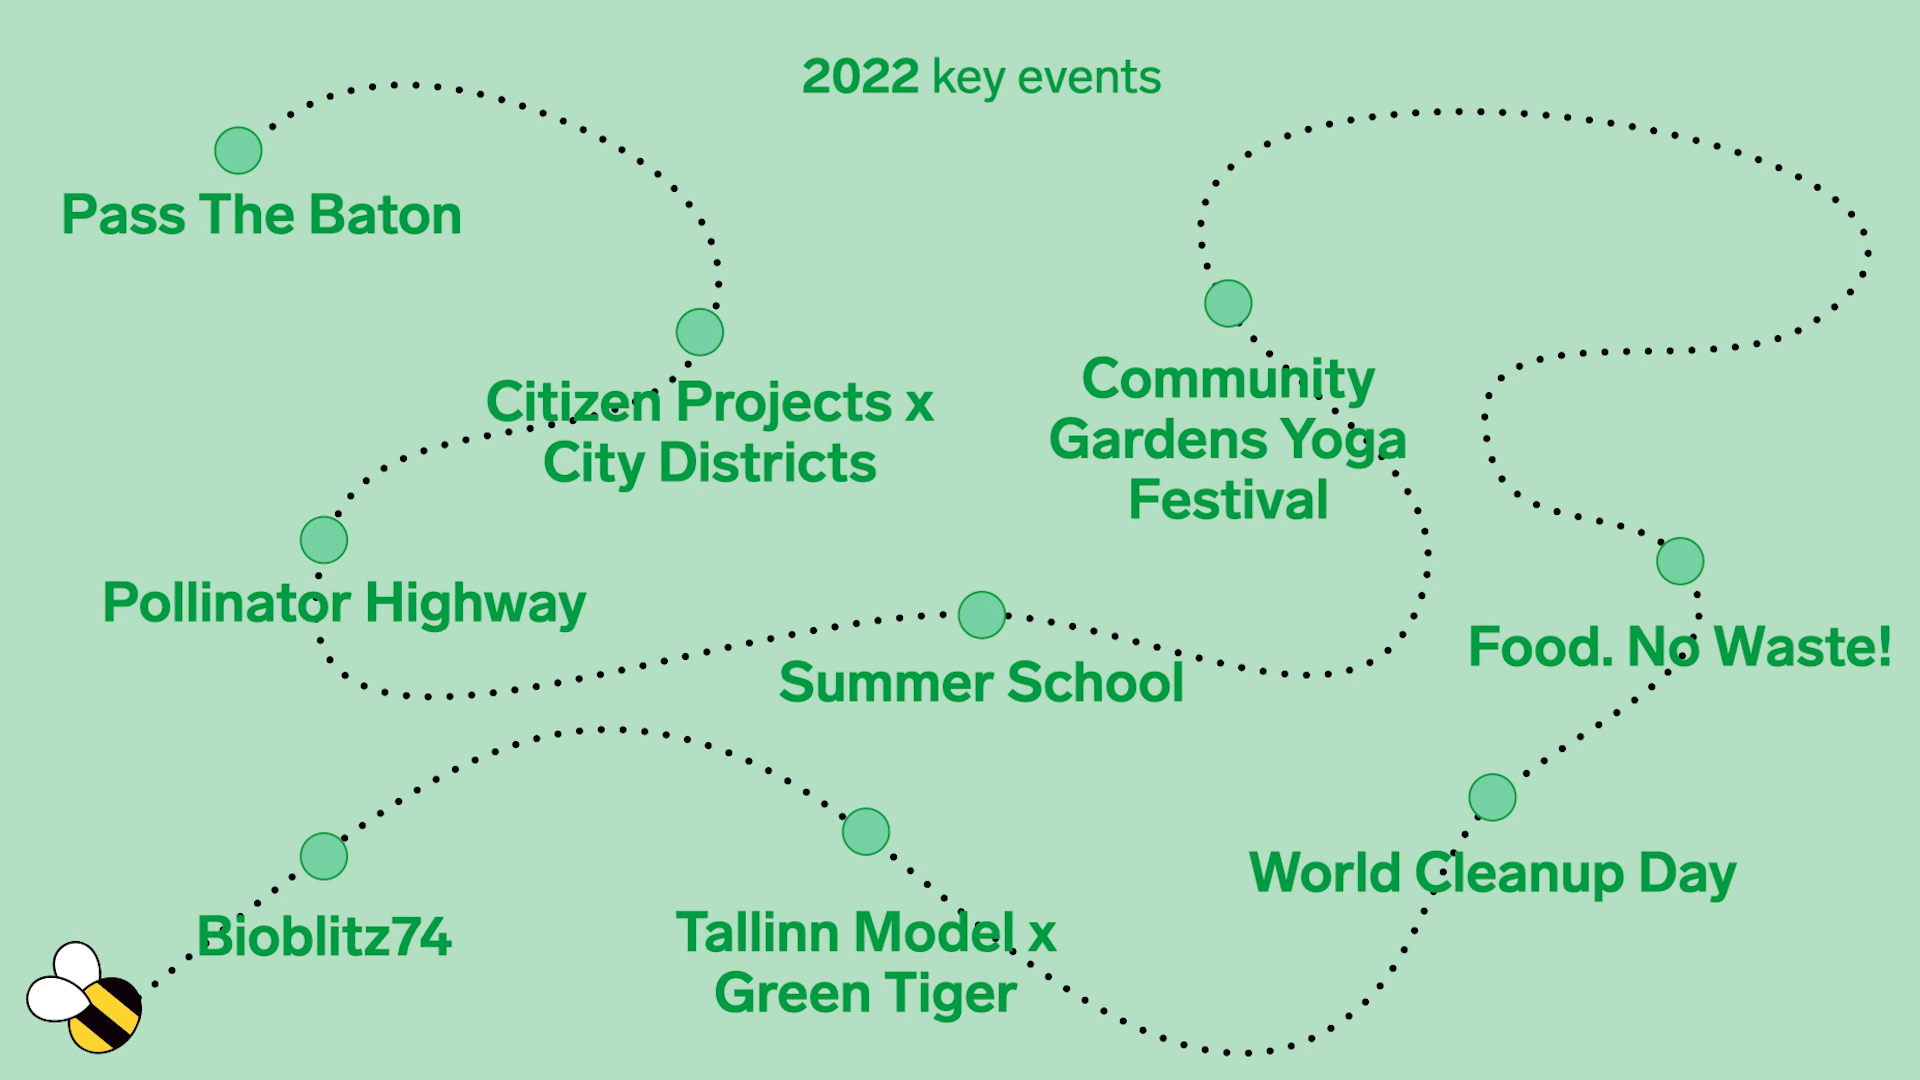 2022 key events
Pass The Baton
Citizen Projects x
City Districts
Community
Gardens Yoga
Festival
Pollinator Highway
Summer School
Food. No Waste!
World Cleanup Day
Bioblitz74
Tallinn Model x
Green Tiger